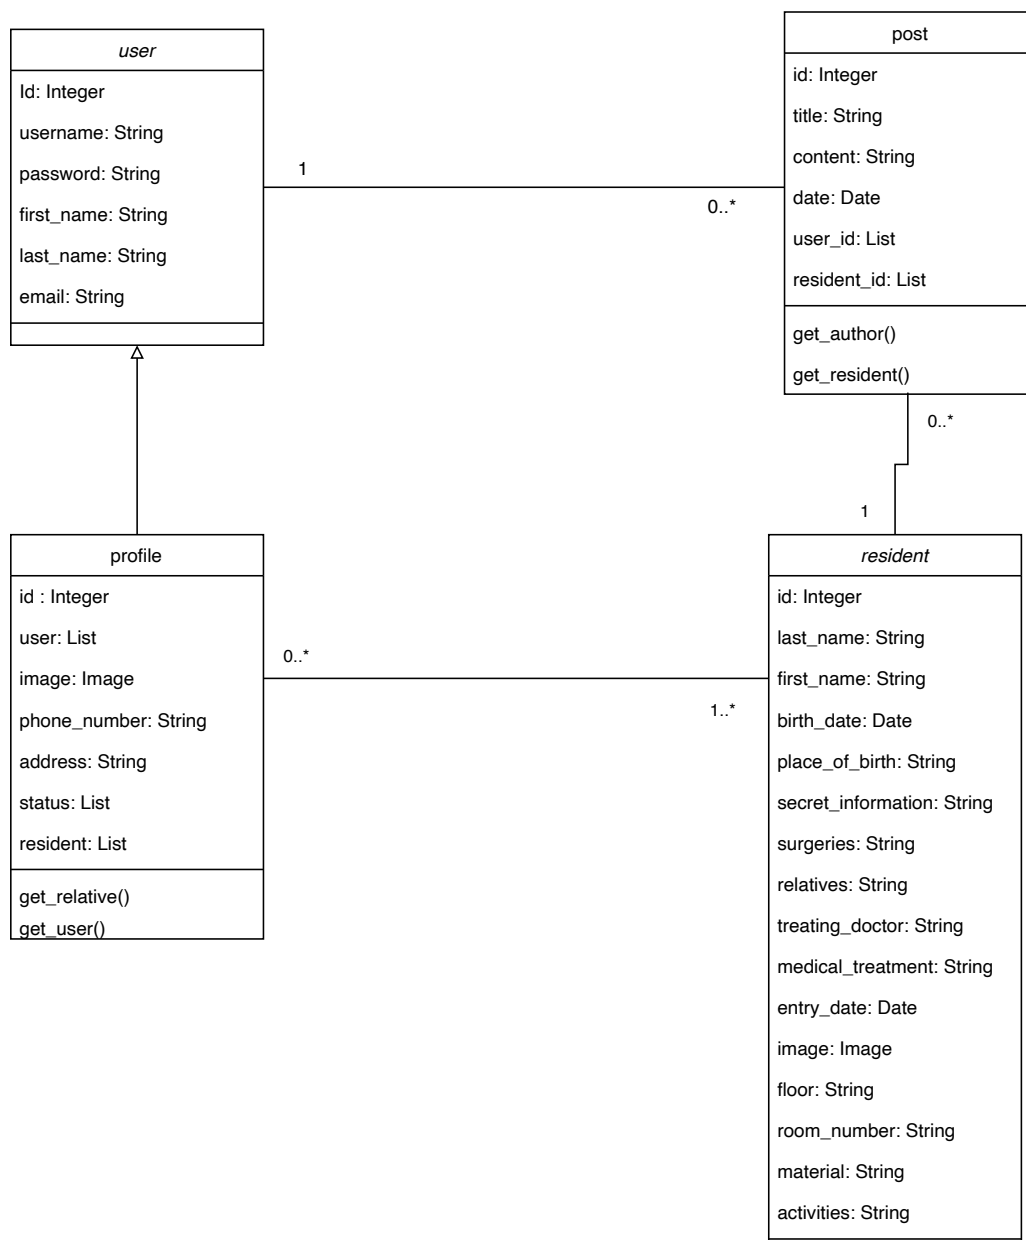 user
Id: Integer
username: String
password: String
first_name: String
last_name: String
email: String
post
id: Integer
title: String
content: String
date: Date
user_id: List
resident_id: List
get_author()
get_resident()
1
0..*
0..*
1
profile
id : Integer
user: List
image: Image
phone_number: String
address: String
status: List
resident: List
get_relative()
get_user()
0..*
1..*
resident
id: Integer
last_name: String
first_name: String
birth_date: Date
place_of_birth: String
secret_information: String
surgeries: String
relatives: String
treating_doctor: String
medical_treatment: String
entry_date: Date
image: Image
floor: String
room_number: String
material: String
activities: String